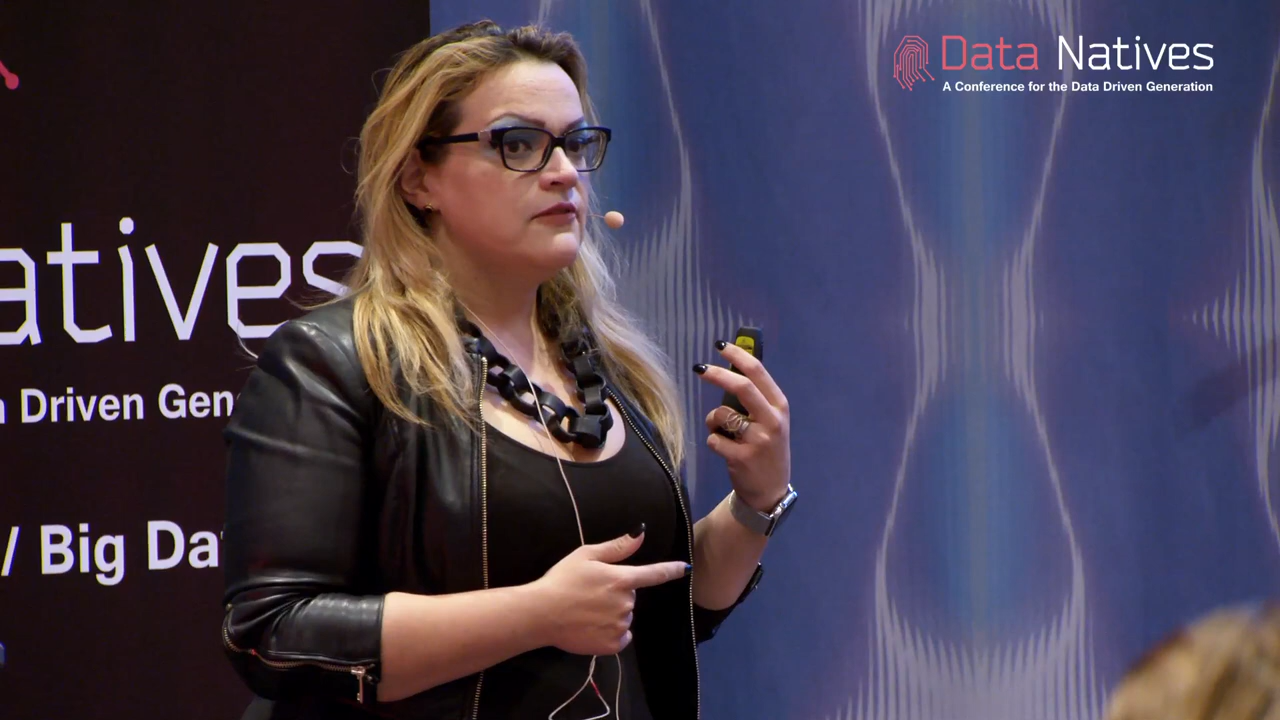 Data Natives
A Conference for the Data Driven Generation
atives
Driven Gen
/ Big Da